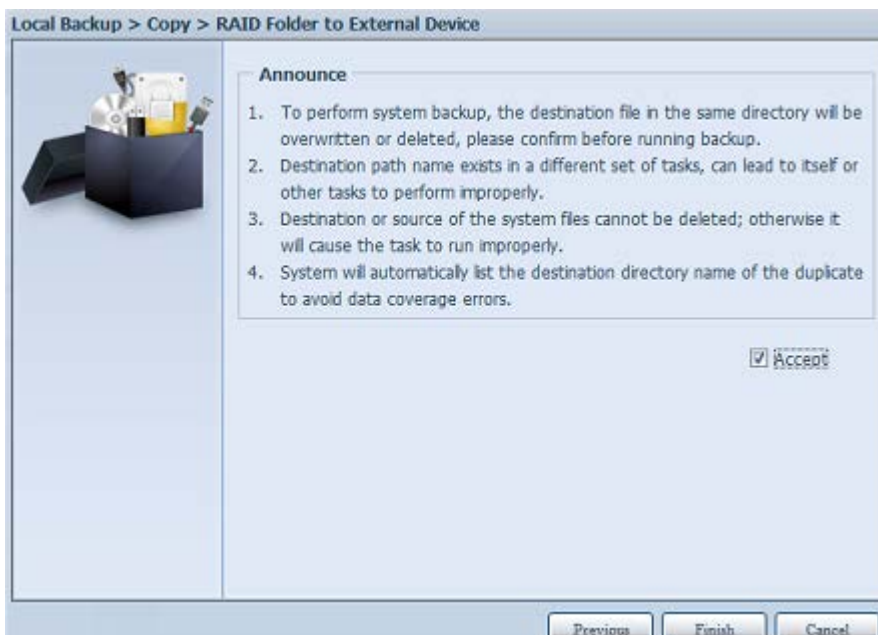 Local Backup > Copy > RAID Folder to External Device
Announce
1. To perform system backup, the destination file in the same directory will be
overwritten or deleted, please confirm before running backup.
2. Destination path name exists in a different set of tasks, can lead to itself or
other tasks to perform improperly.
3. Destination or source of the system files cannot be deleted; otherwise it
will cause the task to run improperly.
4. System will automatically list the destination directory name of the duplicate
to avoid data coverage errors.
Accept
Previous Finish Cancel